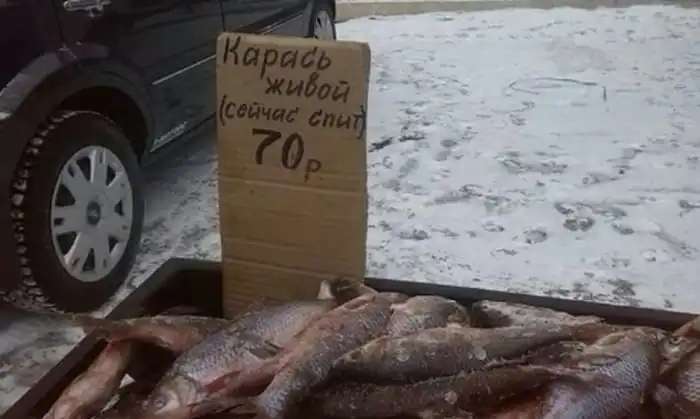 Карась
живой
(сейчас спит)
70р